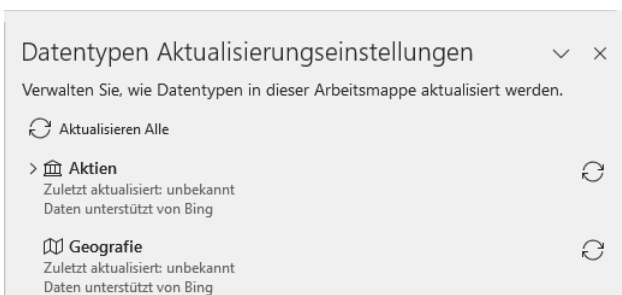 Datentypen Aktualisierungseinstellungen
Verwalten Sie, wie Datentypen in dieser Arbeitsmappe aktualisiert werden.
Aktualisieren Alle
Aktien
Zuletzt aktualisiert: unbekannt
Daten unterstützt von Bing
Geografie
Zuletzt aktualisiert: unbekannt
Daten unterstützt von Bing